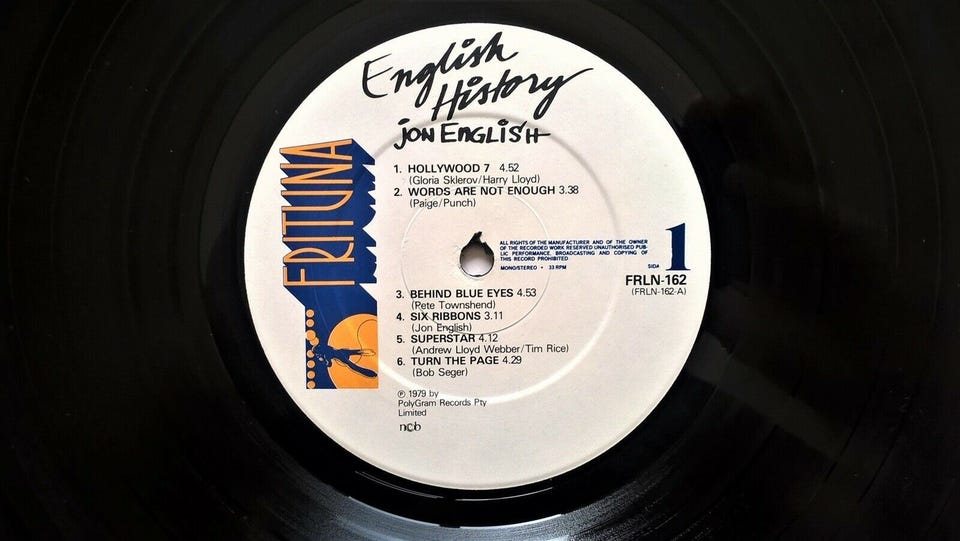 English
History
jon English
FRITUNA
1. HOLLYWOOD 7 4.52
(Gloria Sklerov/Harry Lloyd)
2. WORDS ARE NOT ENOUGH 3.38
(Paige/Punch)
ALL RIGHTS OF THE MANUFACTURER AND OF THE OWNER
OF THE RECORDED WORK RESERVED UNAUTHORISED PUB-
LIC PERFORMANCE, BROADCASTING AND COPYING OF
THIS RECORD PROHIBITED
MONO/STEREO • 33 RPM
SIDA 1
FRLN-162
(FRLN-162-A)
3. BEHIND BLUE EYES 4.53
(Pete Townshend)
4. SIX RIBBONS 3.11
(Jon English)
5. SUPERSTAR 4.12
(Andrew Lloyd Webber/Tim Rice)
6. TURN THE PAGE 4.29
(Bob Seger)
℗ 1979 by
PolyGram Records Pty
Limited
ncb